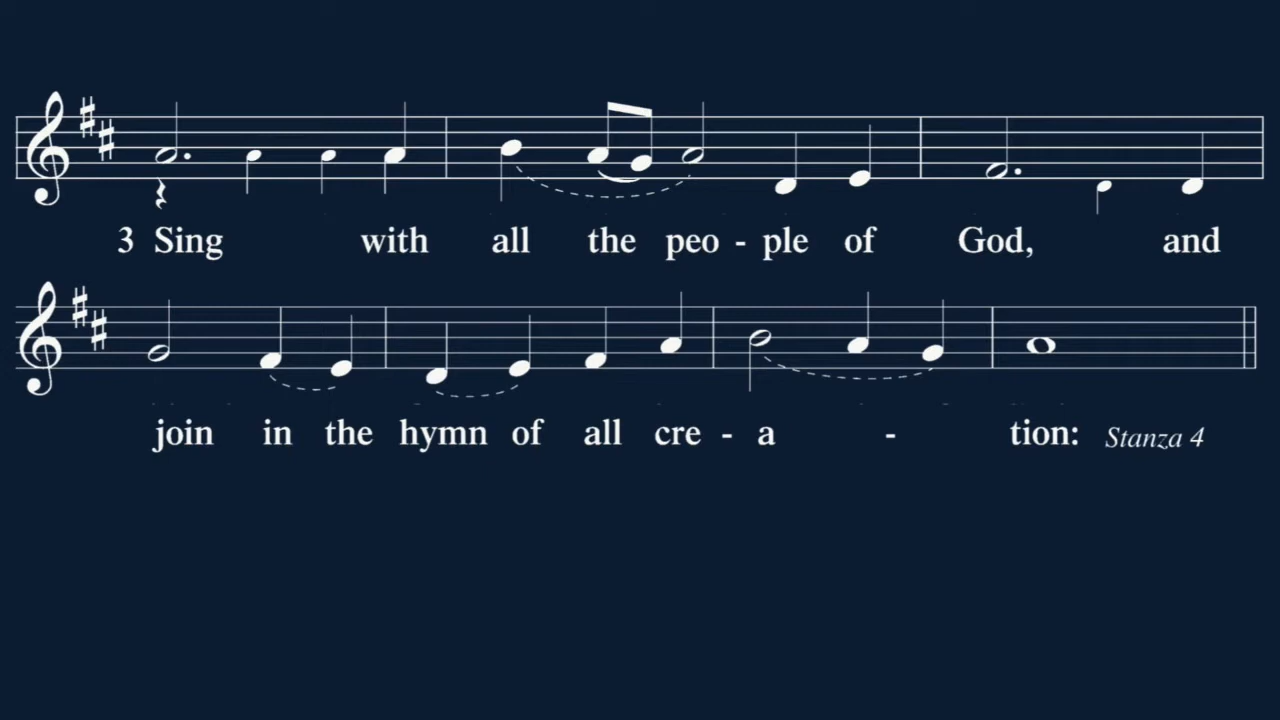 3 Sing with all the peo - ple of God, and
join in the hymn of all cre - a - tion: Stanza 4